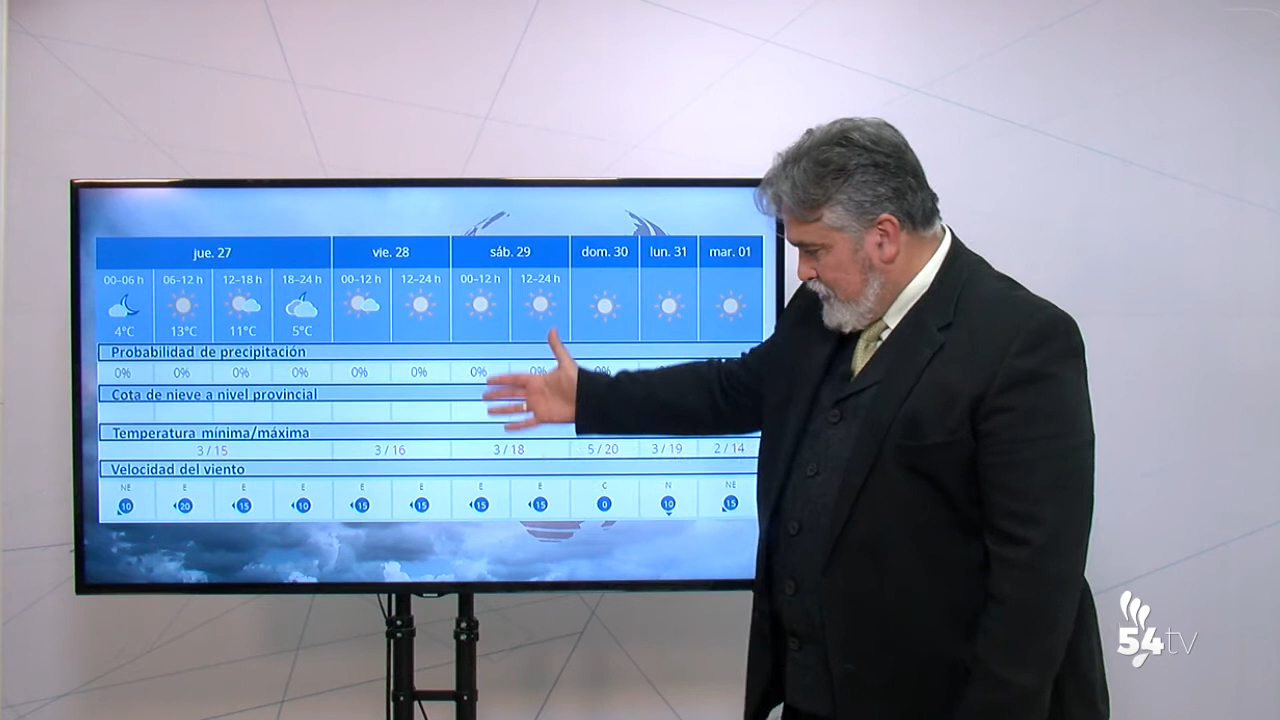 jue. 27 vie. 28 sáb. 29 dom. 30 lun. 31 mar. 01
00–06 h 06–12 h 12–18 h 18–24 h 00–12 h 12–24 h 00–12 h 12–24 h
4°C 13°C 11°C 5°C
Probabilidad de precipitación
0% 0% 0% 0% 0% 0% 0% 0%
Cota de nieve a nivel provincial
Temperatura mínima/máxima
3 / 15 3 / 16 3 / 18 5 / 20 3 / 19 2 / 14
Velocidad del viento
NE E E E E E E E C N NE
10 20 15 10 15 15 15 15 0 10 15
54tv